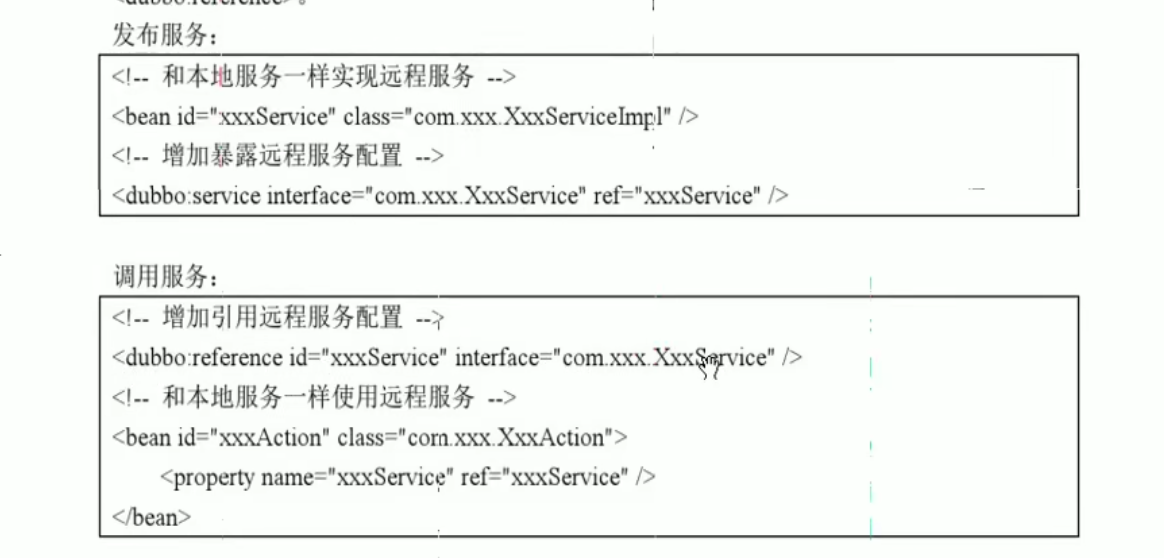 <dubbo:reference>。
发布服务：
<!-- 和本地服务一样实现远程服务 -->
<bean id="xxxService" class="com.xxx.XxxServiceImpl" />
<!-- 增加暴露远程服务配置 -->
<dubbo:service interface="com.xxx.XxxService" ref="xxxService" />
调用服务：
<!-- 增加引用远程服务配置 -->
<dubbo:reference id="xxxService" interface="com.xxx.XxxService" />
<!-- 和本地服务一样使用远程服务 -->
<bean id="xxxAction" class="com.xxx.XxxAction">
<property name="xxxService" ref="xxxService" />
</bean>